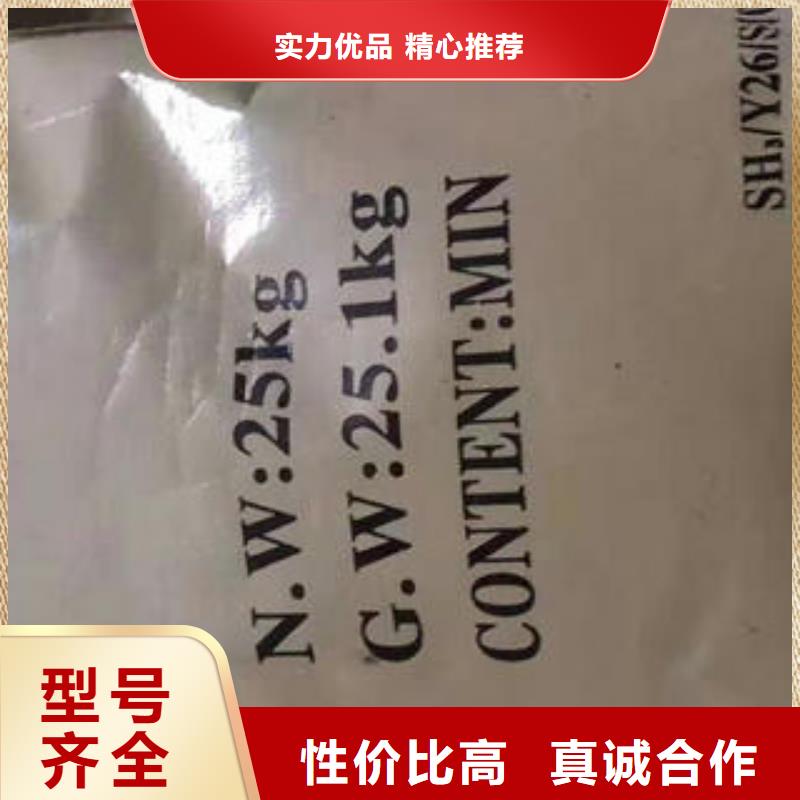 实力优品 精心推荐
N.W:25kg
G.W:25.1kg
CONTENT:MIN
型号
齐全
性价比高 真诚合作